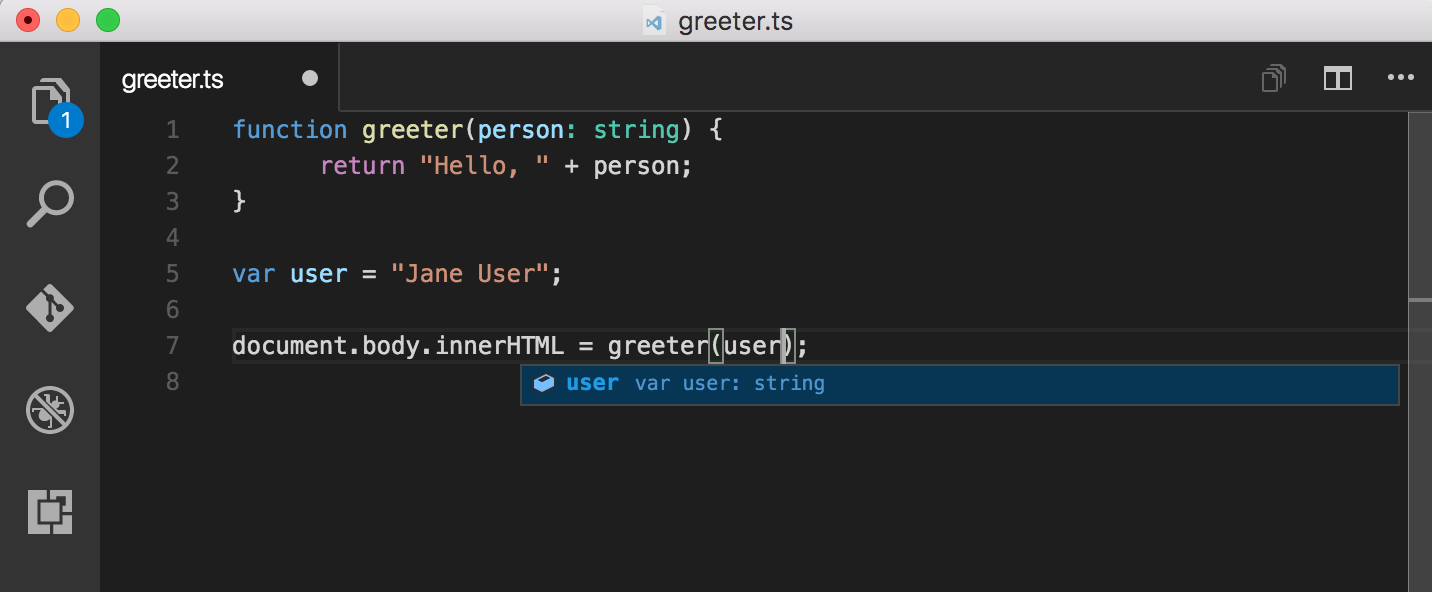 greeter.ts
greeter.ts
1
1 function greeter(person: string) {
2 return "Hello, " + person;
3 }
4
5 var user = "Jane User";
6
7 document.body.innerHTML = greeter(user);
8
user var user: string